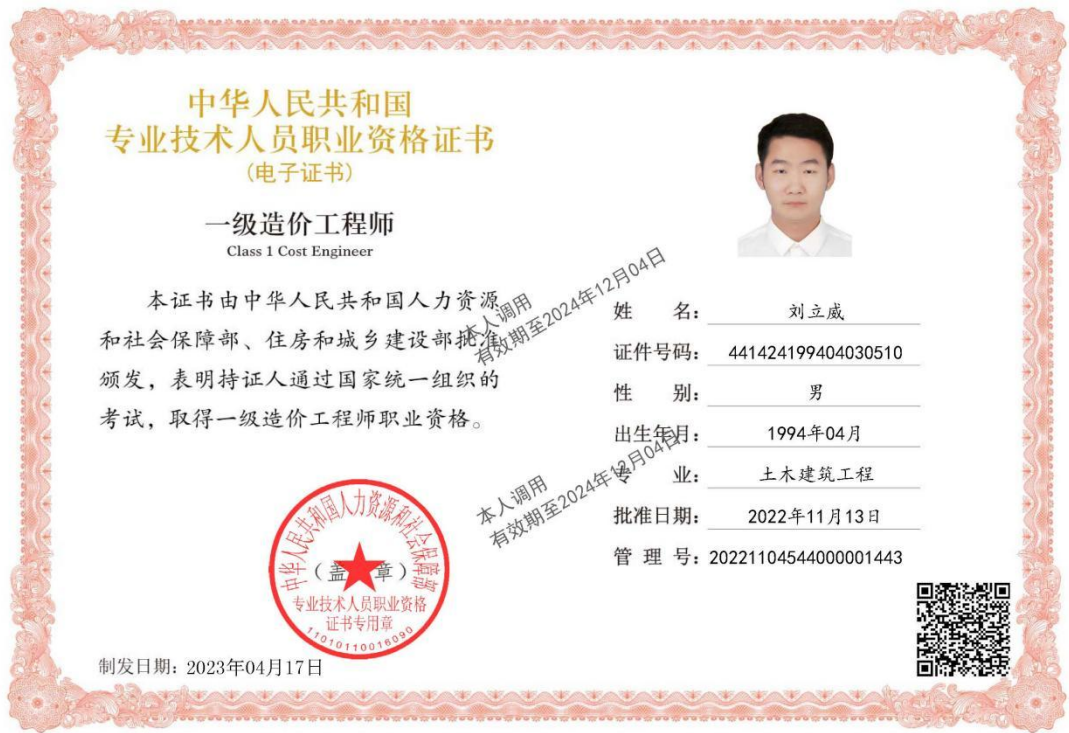 中华人民共和国
专业技术人员职业资格证书
(电子证书)
一级造价工程师
Class 1 Cost Engineer
本证书由中华人民共和国人力资源
和社会保障部、住房和城乡建设部批准
颁发，表明持证人通过国家统一组织的
考试，取得一级造价工程师职业资格。
本人调用
有效期至2024年12月04日
本人调用
有效期至2024年12月04日
中华人民共和国人力资源和社会保障部
(盖章)
专业技术人员职业资格
证书专用章
11010110016090
制发日期：2023年04月17日
姓名：刘立威
证件号码：441424199404030510
性别：男
出生年月：1994年04月
专业：土木建筑工程
批准日期：2022年11月13日
管理号：20221104544000001443